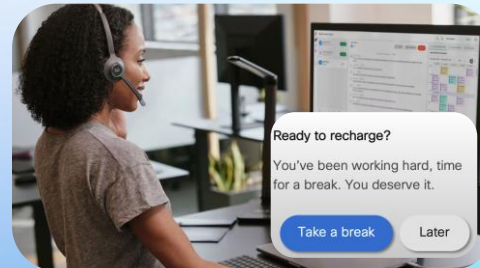 Ready to recharge?
You've been working hard, time
for a break. You deserve it.
Take a break
Later